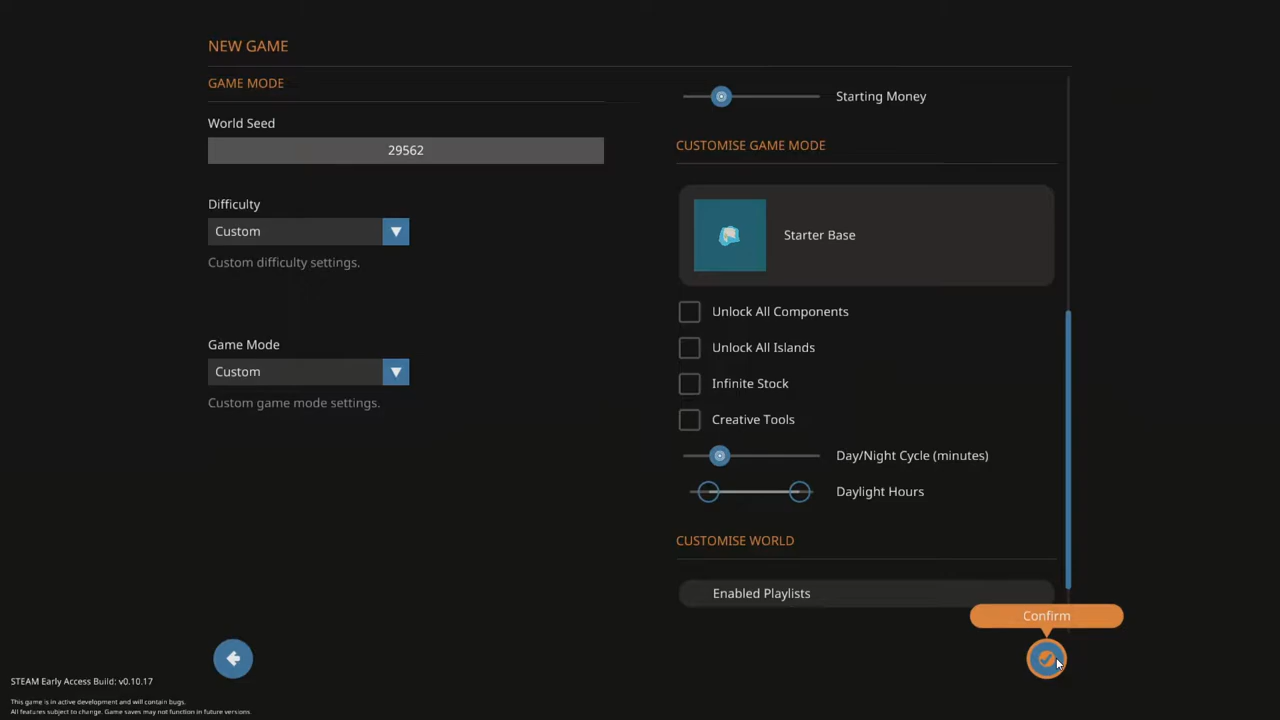 NEW GAME
GAME MODE
World Seed
29562
Difficulty
Custom
Custom difficulty settings.
Game Mode
Custom
Custom game mode settings.
Starting Money
CUSTOMISE GAME MODE
Starter Base
Unlock All Components
Unlock All Islands
Infinite Stock
Creative Tools
Day/Night Cycle (minutes)
Daylight Hours
CUSTOMISE WORLD
Enabled Playlists
Confirm
STEAM Early Access Build: v0.10.17
This game is in active development and will contain bugs.
All features subject to change. Game saves may not function in future versions.